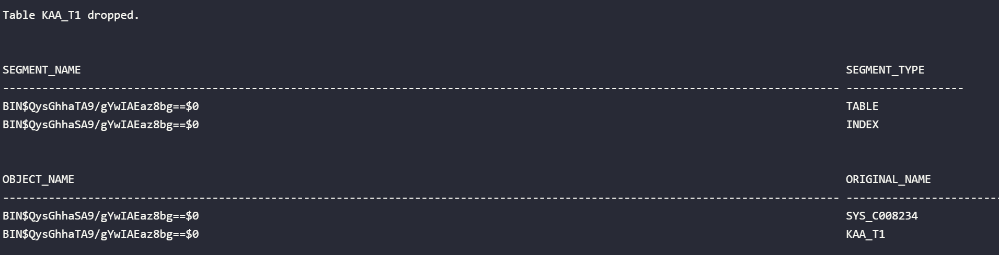 Table KAA_T1 dropped.
SEGMENT_NAME SEGMENT_TYPE
-------------------------------------------------------------------------------------------------------------------------------- ------------------
BIN$QysGhhaTA9/gYwIAEaz8bg==$0 TABLE
BIN$QysGhhaSA9/gYwIAEaz8bg==$0 INDEX
OBJECT_NAME ORIGINAL_NAME
-------------------------------------------------------------------------------------------------------------------------------- ------------------------
BIN$QysGhhaSA9/gYwIAEaz8bg==$0 SYS_C008234
BIN$QysGhhaTA9/gYwIAEaz8bg==$0 KAA_T1